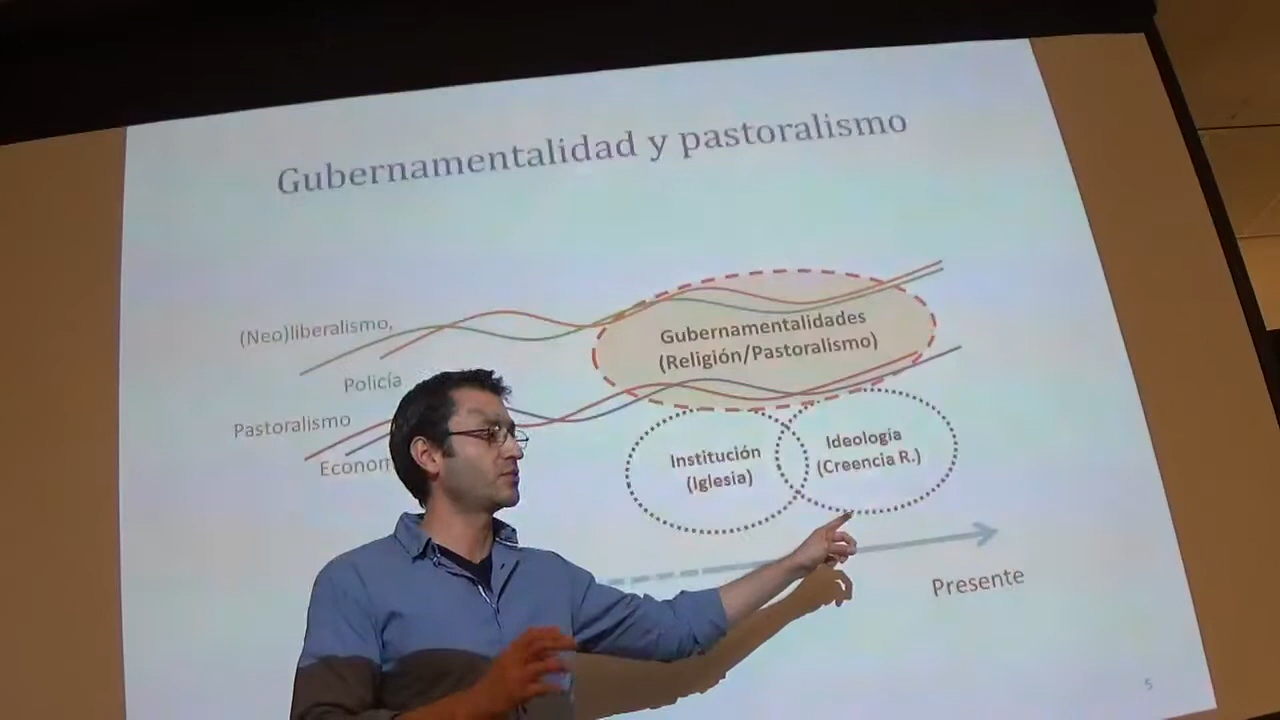 Gubernamentalidad y pastoralismo
(Neo)liberalismo,
Policía
Pastoralismo
Gubernamentalidades
(Religión/Pastoralismo)
Institución
(Iglesia)
Ideología
(Creencia R.)
Presente
5